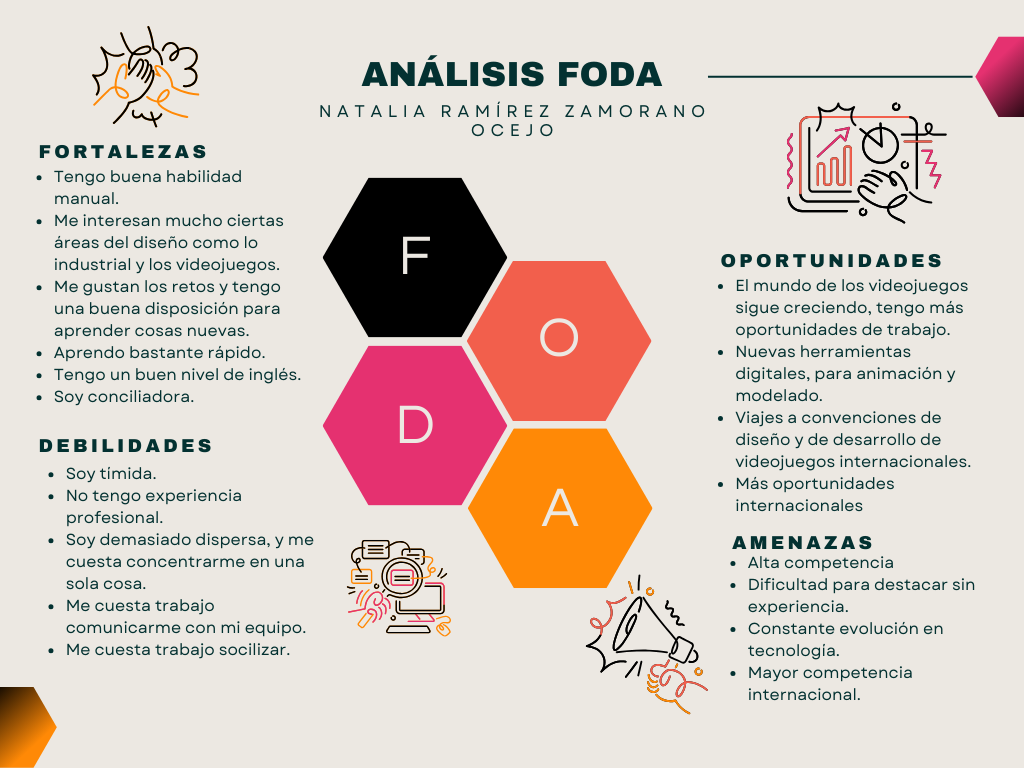 ANÁLISIS FODA
NATALIA RAMÍREZ ZAMORANO
OCEJO
FORTALEZAS
• Tengo buena habilidad
manual.
• Me interesan mucho ciertas
áreas del diseño como lo
industrial y los videojuegos.
• Me gustan los retos y tengo
una buena disposición para
aprender cosas nuevas.
• Aprendo bastante rápido.
• Tengo un buen nivel de inglés.
• Soy conciliadora.
DEBILIDADES
• Soy tímida.
• No tengo experiencia
profesional.
• Soy demasiado dispersa, y me
cuesta concentrarme en una
sola cosa.
• Me cuesta trabajo
comunicarme con mi equipo.
• Me cuesta trabajo socilizar.
F
O
D
A
OPORTUNIDADES
• El mundo de los videojuegos
sigue creciendo, tengo más
oportunidades de trabajo.
• Nuevas herramientas
digitales, para animación y
modelado.
• Viajes a convenciones de
diseño y de desarrollo de
videojuegos internacionales.
• Más oportunidades
internacionales
AMENAZAS
• Alta competencia
• Dificultad para destacar sin
experiencia.
• Constante evolución en
tecnología.
• Mayor competencia
internacional.